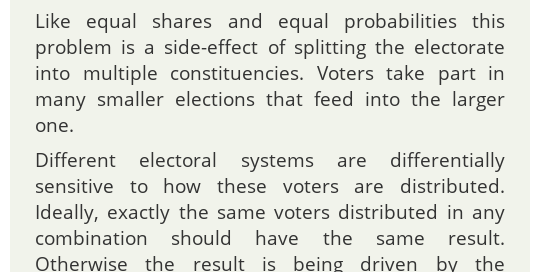 Like equal shares and equal probabilities this
problem is a side-effect of splitting the electorate
into multiple constituencies. Voters take part in
many smaller elections that feed into the larger
one.
Different electoral systems are differentially
sensitive to how these voters are distributed.
Ideally, exactly the same voters distributed in any
combination should have the same result.
Otherwise the result is being driven by the